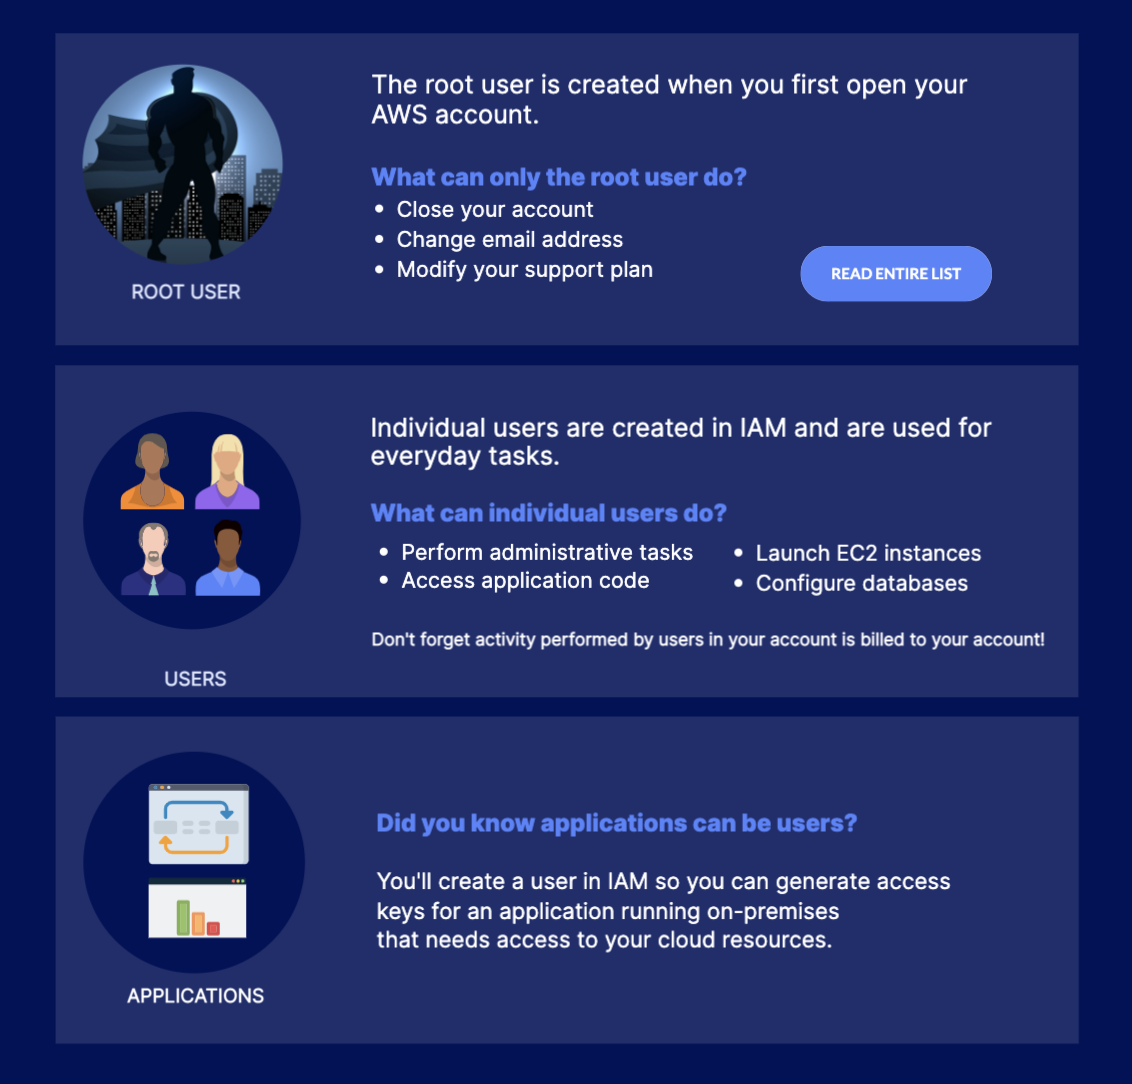 The root user is created when you first open your
AWS account.
What can only the root user do?
• Close your account
• Change email address
• Modify your support plan
READ ENTIRE LIST
ROOT USER
Individual users are created in IAM and are used for
everyday tasks.
What can individual users do?
• Perform administrative tasks
• Access application code
• Launch EC2 instances
• Configure databases
Don't forget activity performed by users in your account is billed to your account!
USERS
Did you know applications can be users?
You'll create a user in IAM so you can generate access
keys for an application running on-premises
that needs access to your cloud resources.
APPLICATIONS